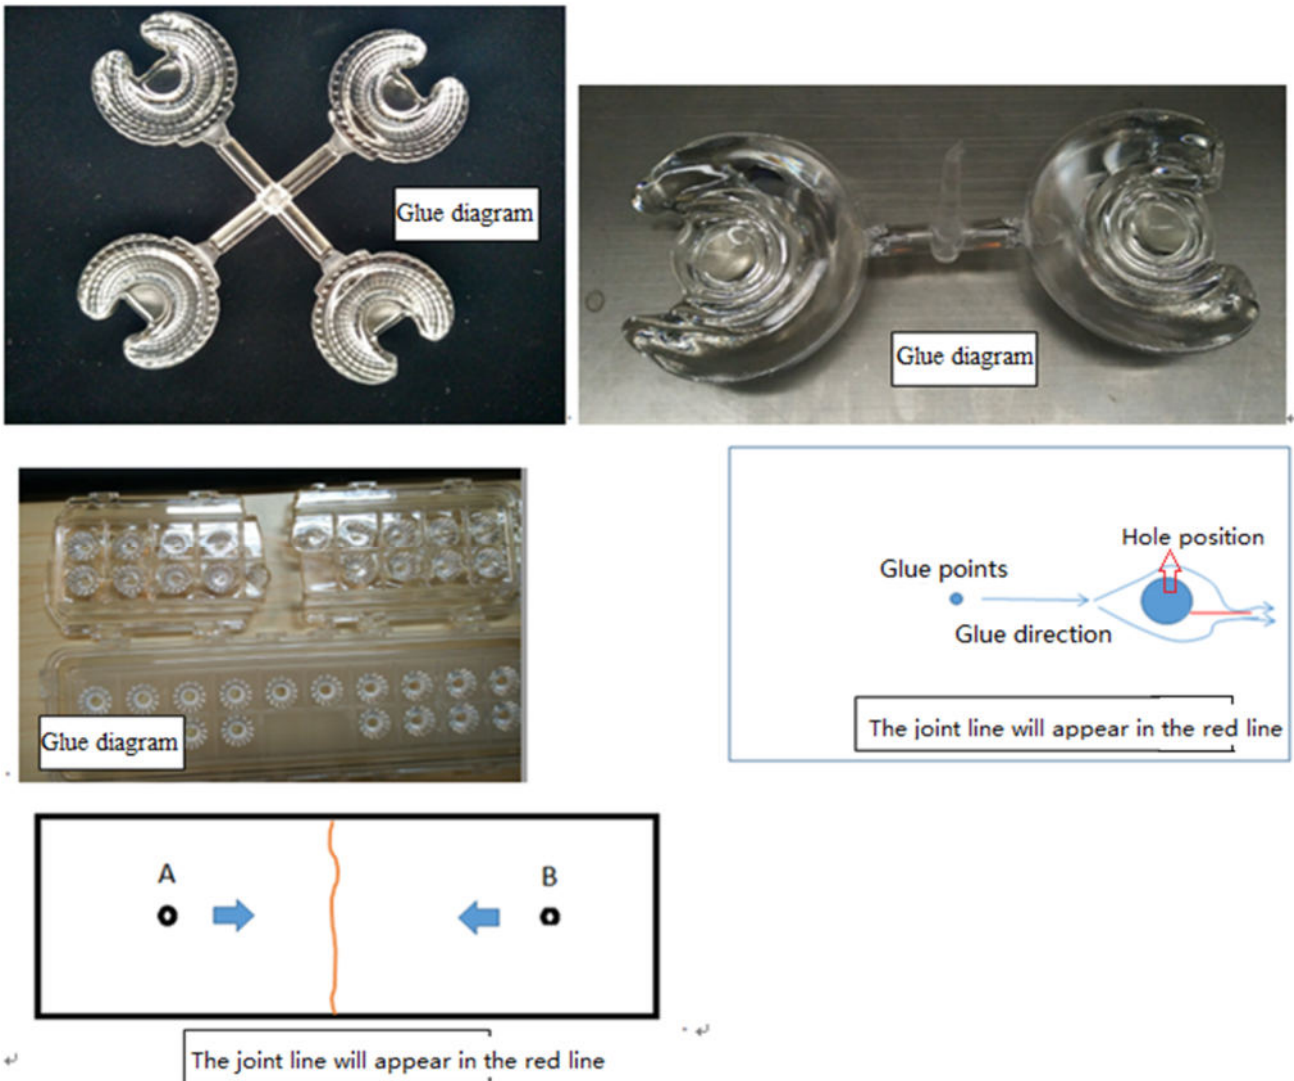 Glue diagram
Glue diagram
Glue diagram
Hole position
Glue points
Glue direction
The joint line will appear in the red line
A
B
The joint line will appear in the red line